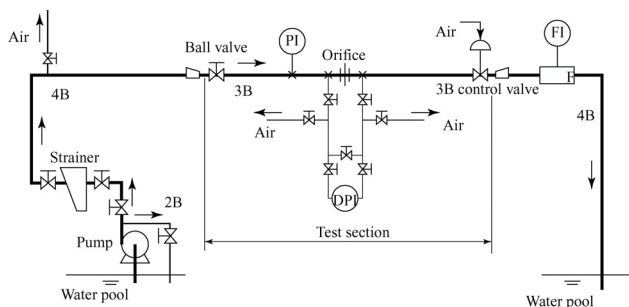 Air
Ball valve
PI
Orifice
Air
FI
4B
3B
3B control valve
F
4B
Air
Air
Strainer
2B
DPI
Pump
Test section
Water pool
Water pool